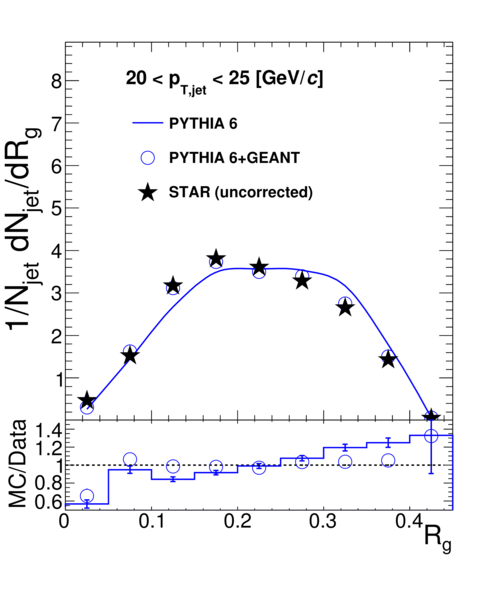 20 < p_T,jet < 25 [GeV/c]
PYTHIA 6
PYTHIA 6+GEANT
STAR (uncorrected)
1/N_jet dN_jet/dR_g
8
7
6
5
4
3
2
1
MC/Data
1.4
1.2
1
0.8
0.6
0 0.1 0.2 0.3 0.4
R_g